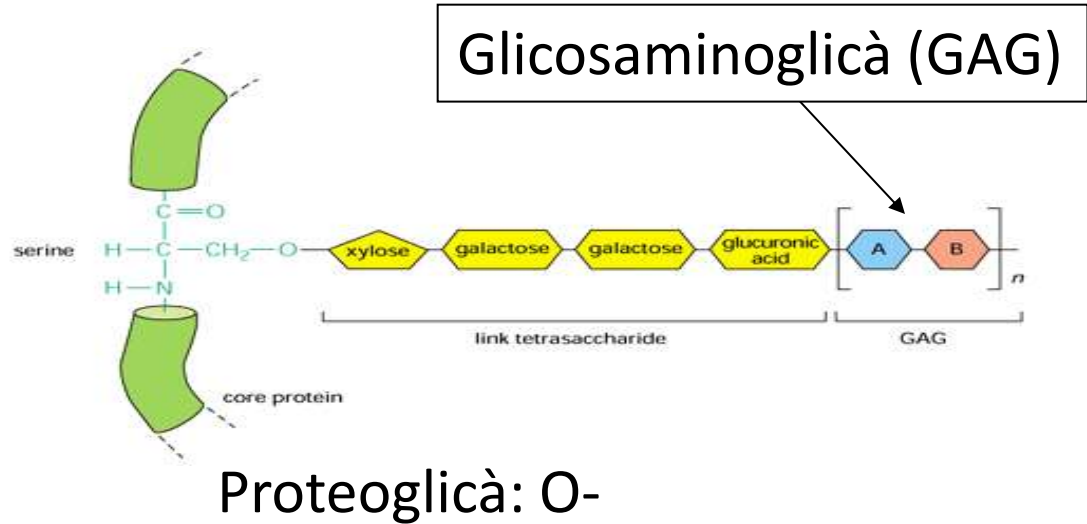 Glicosaminoglicà (GAG)
C=O
serine H—C—CH2—O— xylose galactose galactose glucuronic acid A B n
H—N
link tetrasaccharide GAG
core protein
Proteoglicà: O-